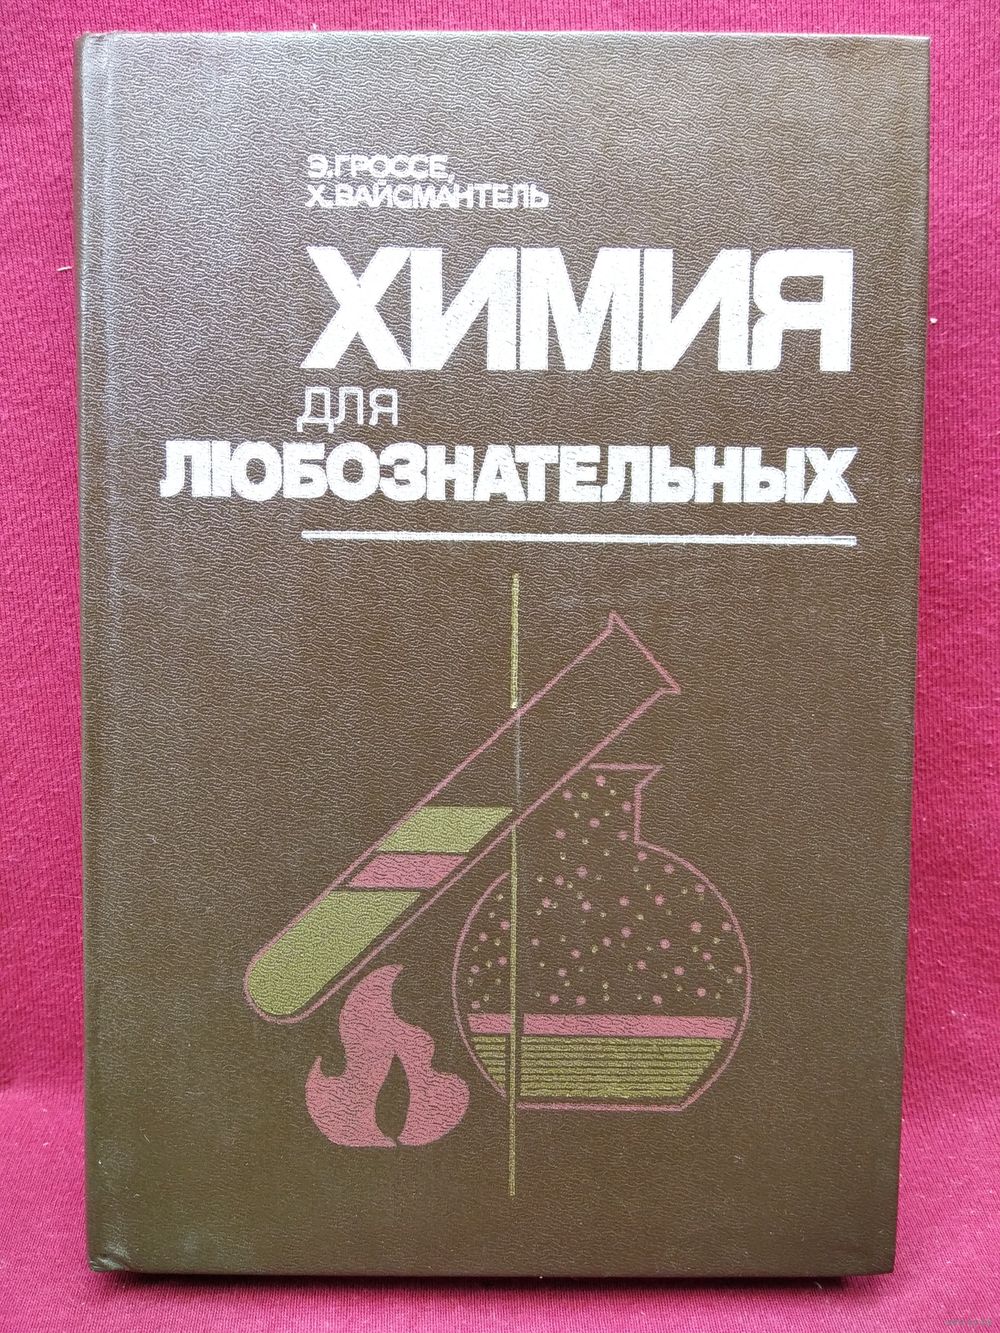 Э.ГРОССЕ,
Х.ВАЙСМАНТЕЛЬ
ХИМИЯ
ДЛЯ
ЛЮБОЗНАТЕЛЬНЫХ